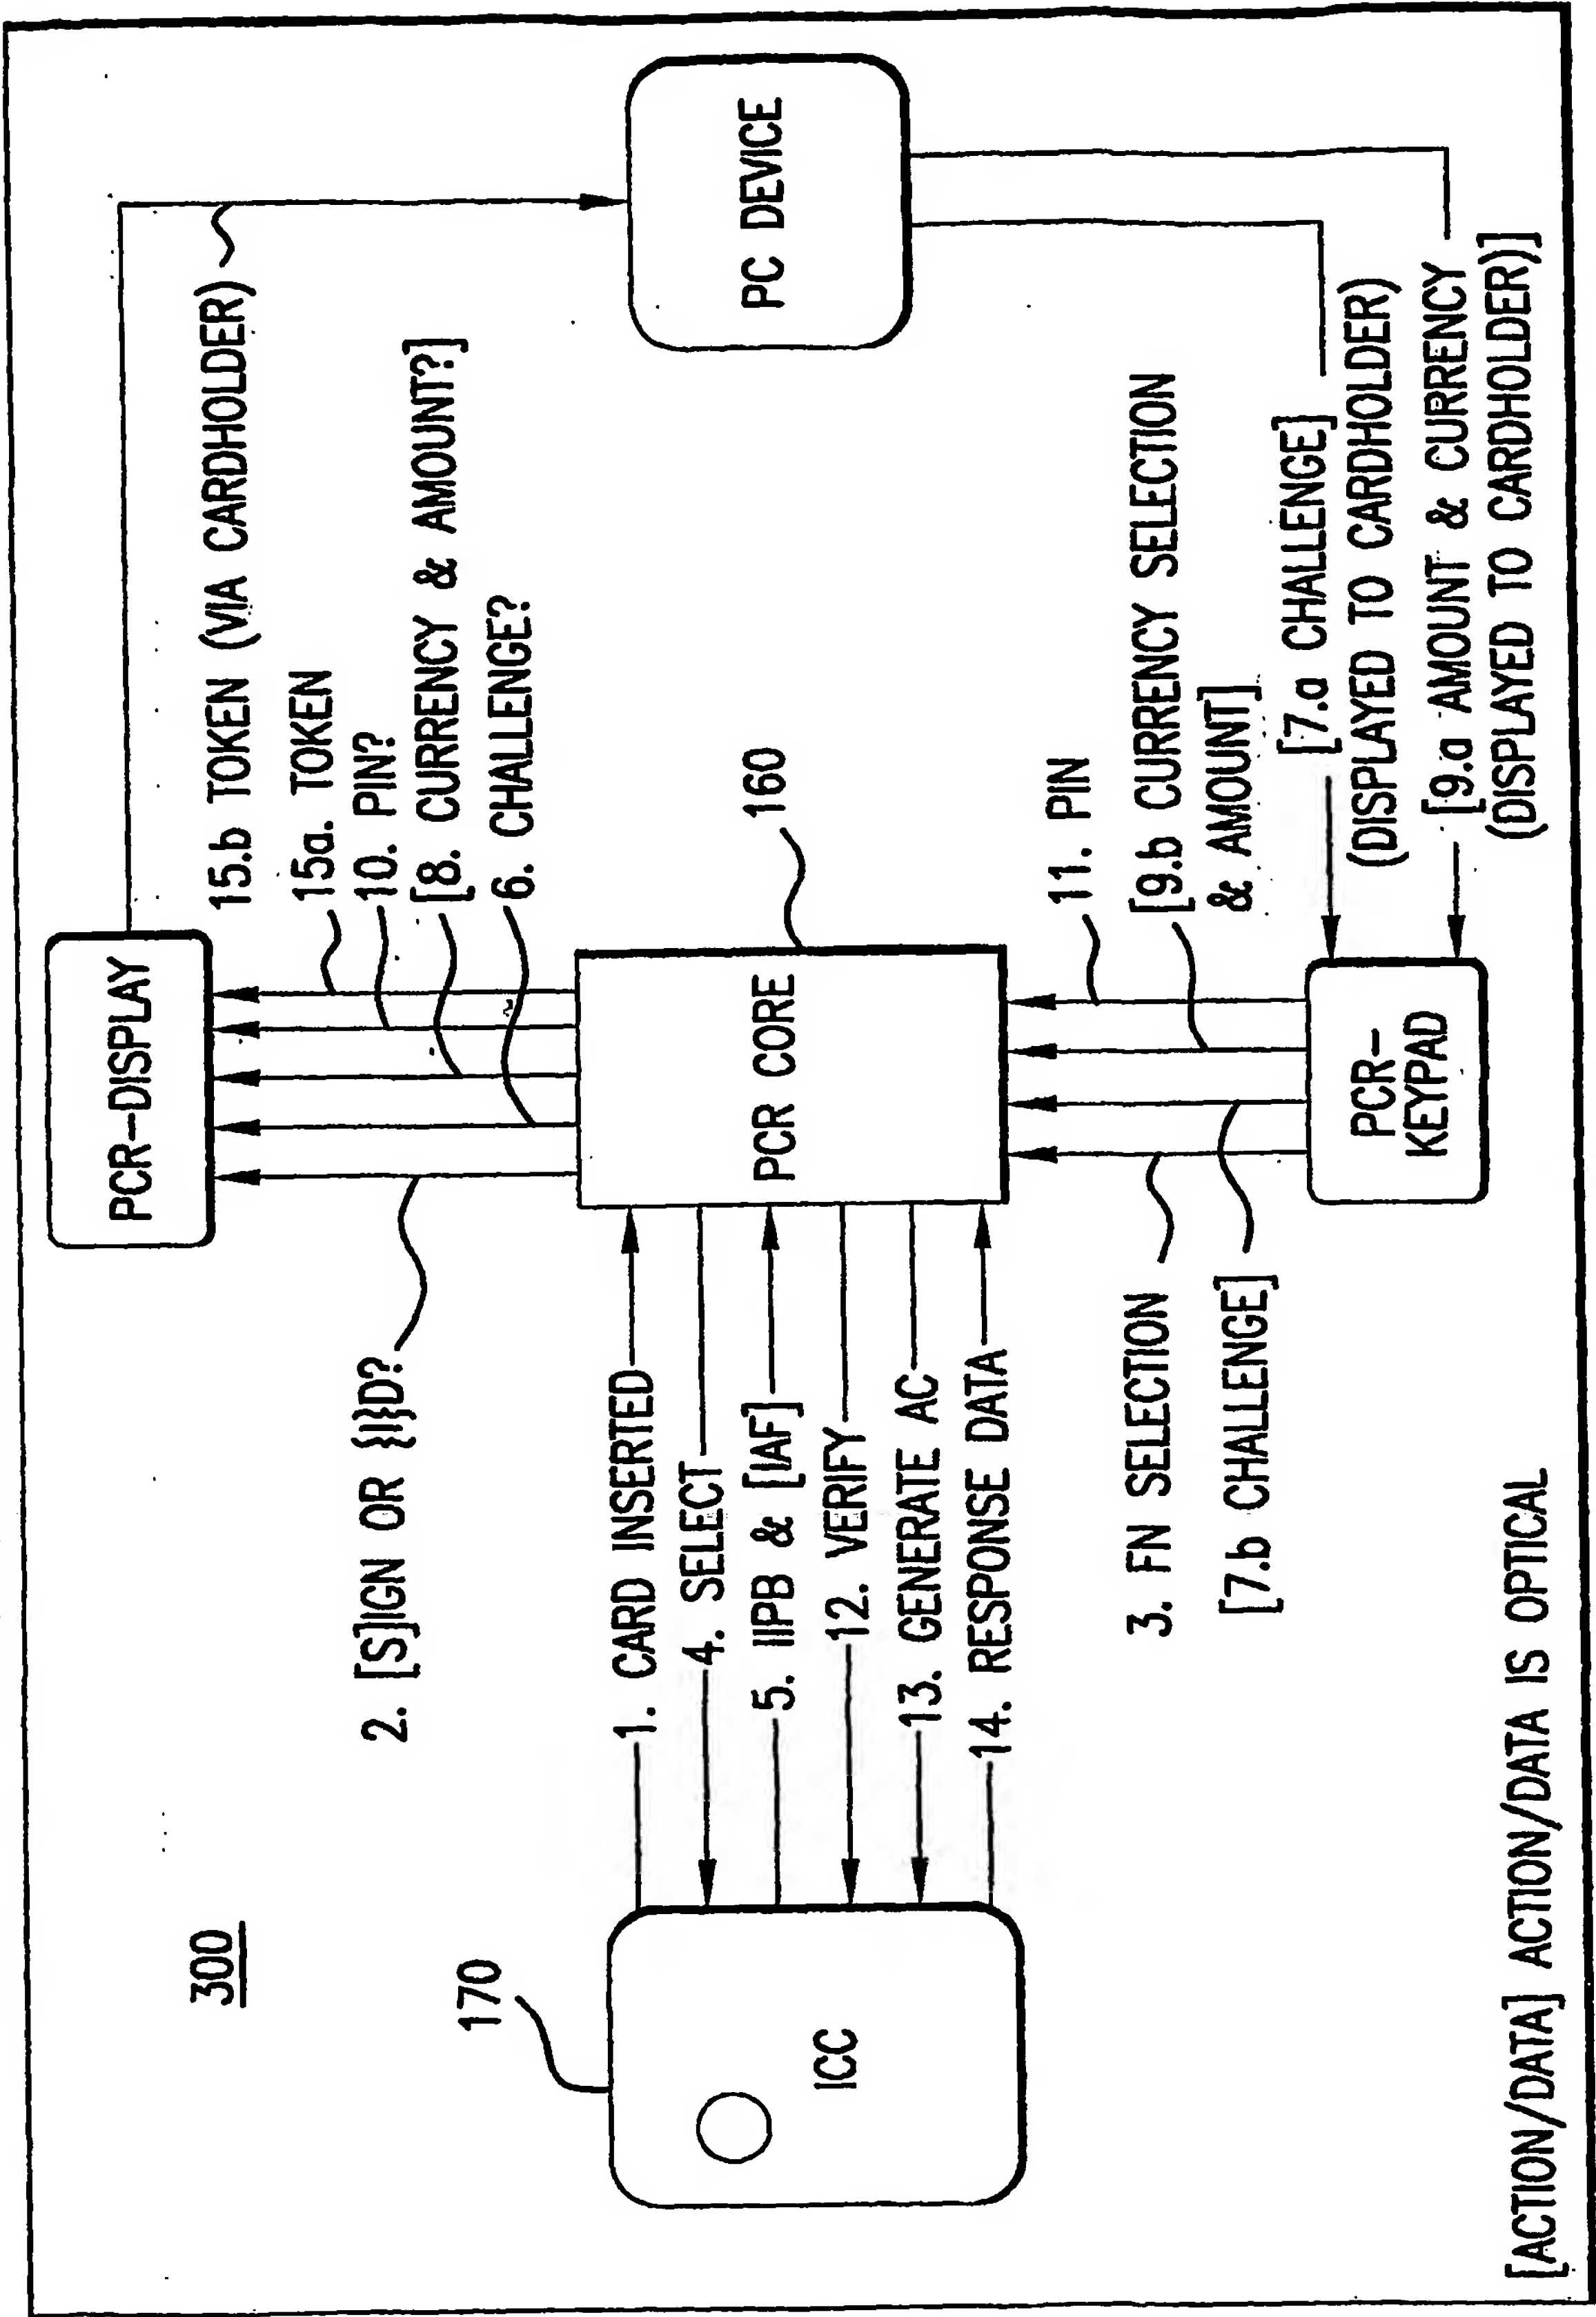 300
PCR-DISPLAY
15.b TOKEN (VIA CARDHOLDER)
15a. TOKEN
10. PIN?
[8. CURRENCY & AMOUNT?]
6. CHALLENGE?
2. [S]IGN OR {I}D?
170
ICC
1. CARD INSERTED
4. SELECT
5. IIPB & [IAF]
12. VERIFY
13. GENERATE AC
14. RESPONSE DATA
160
PCR CORE
PC DEVICE
11. PIN
[9.b CURRENCY SELECTION
& AMOUNT]
3. FN SELECTION
[7.b CHALLENGE]
[7.a CHALLENGE]
(DISPLAYED TO CARDHOLDER)
[9.a AMOUNT & CURRENCY
(DISPLAYED TO CARDHOLDER)]
PCR-
KEYPAD
[ACTION/DATA] ACTION/DATA IS OPTICAL